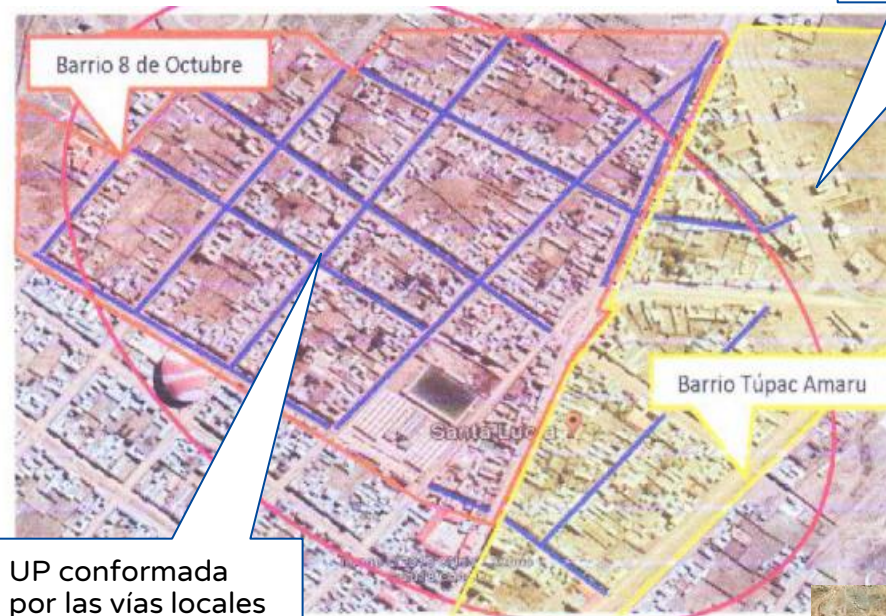 Barrio 8 de Octubre
Barrio Túpac Amaru
Santa Lucía
UP conformada
por las vías locales